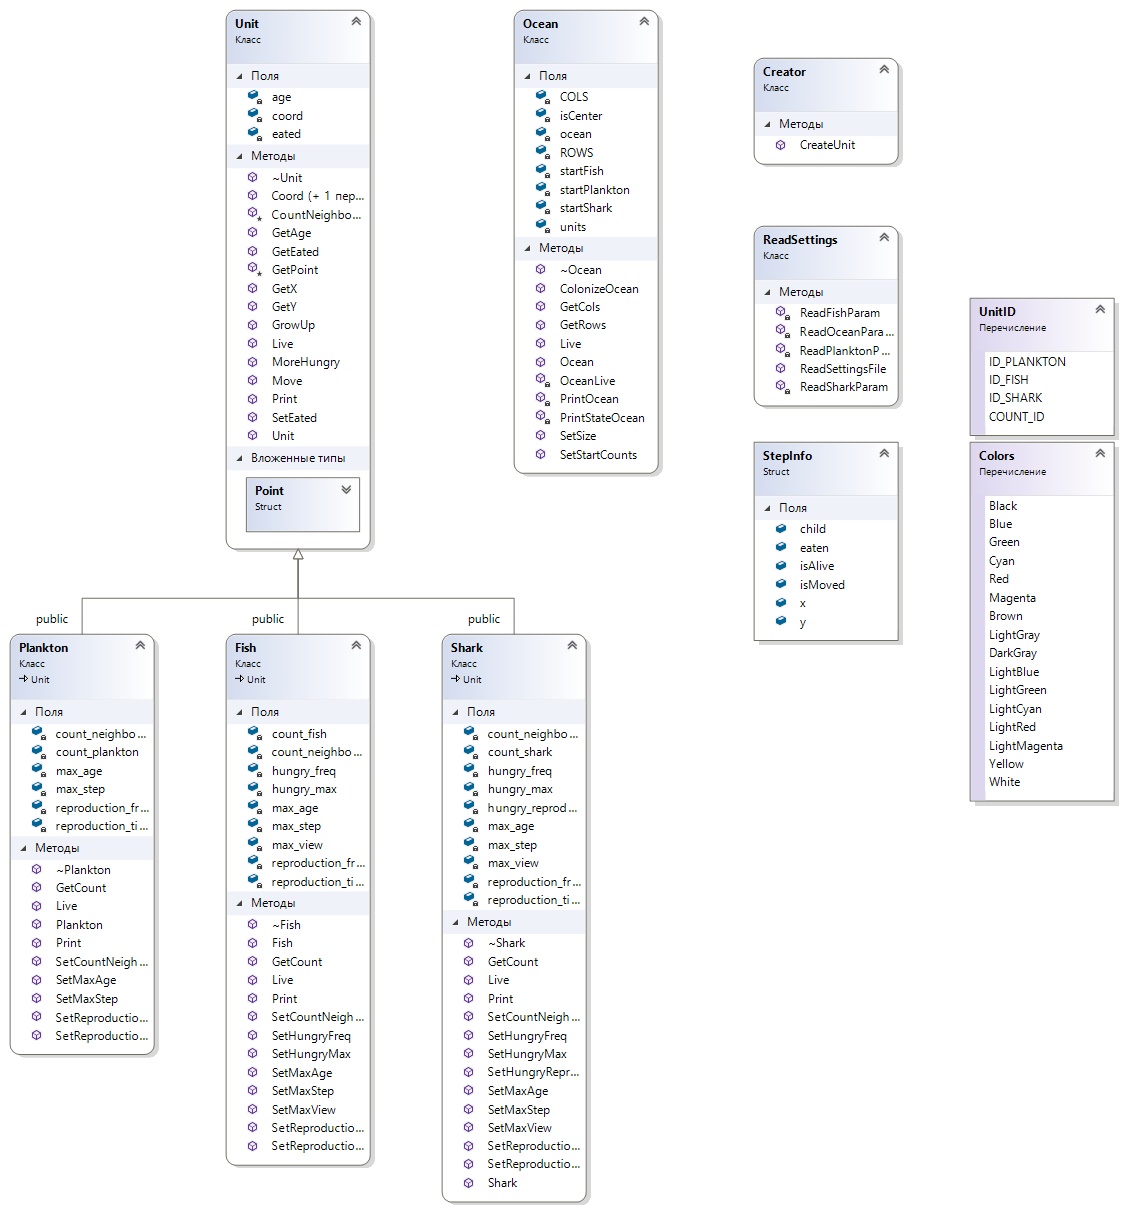 Unit
Класс
Поля
age
coord
eated
Методы
~Unit
Coord (+ 1 пер...
CountNeighbo...
GetAge
GetEated
GetPoint
GetX
GetY
GrowUp
Live
MoreHungry
Move
Print
SetEated
Unit
Вложенные типы
Point
Struct
Ocean
Класс
Поля
COLS
isCenter
ocean
ROWS
startFish
startPlankton
startShark
units
Методы
~Ocean
ColonizeOcean
GetCols
GetRows
Live
Ocean
OceanLive
PrintOcean
PrintStateOcean
SetSize
SetStartCounts
Creator
Класс
Методы
CreateUnit
ReadSettings
Класс
Методы
ReadFishParam
ReadOceanPara...
ReadPlanktonP...
ReadSettingsFile
ReadSharkParam
StepInfo
Struct
Поля
child
eaten
isAlive
isMoved
x
y
UnitID
Перечисление
ID_PLANKTON
ID_FISH
ID_SHARK
COUNT_ID
Colors
Перечисление
Black
Blue
Green
Cyan
Red
Magenta
Brown
LightGray
DarkGray
LightBlue
LightGreen
LightCyan
LightRed
LightMagenta
Yellow
White
public
public
public
Plankton
Класс
Unit
Поля
count_neighbo...
count_plankton
max_age
max_step
reproduction_fr...
reproduction_ti...
Методы
~Plankton
GetCount
Live
Plankton
Print
SetCountNeigh...
SetMaxAge
SetMaxStep
SetReproductio...
SetReproductio...
Fish
Класс
Unit
Поля
count_fish
count_neighbo...
hungry_freq
hungry_max
max_age
max_step
max_view
reproduction_fr...
reproduction_ti...
Методы
~Fish
Fish
GetCount
Live
Print
SetCountNeigh...
SetHungryFreq
SetHungryMax
SetMaxAge
SetMaxStep
SetMaxView
SetReproductio...
SetReproductio...
Shark
Класс
Unit
Поля
count_neighbo...
count_shark
hungry_freq
hungry_max
hungry_reprod...
max_age
max_step
max_view
reproduction_fr...
reproduction_ti...
Методы
~Shark
GetCount
Live
Print
SetCountNeigh...
SetHungryFreq
SetHungryMax
SetHungryRepr...
SetMaxAge
SetMaxStep
SetMaxView
SetReproductio...
SetReproductio...
Shark